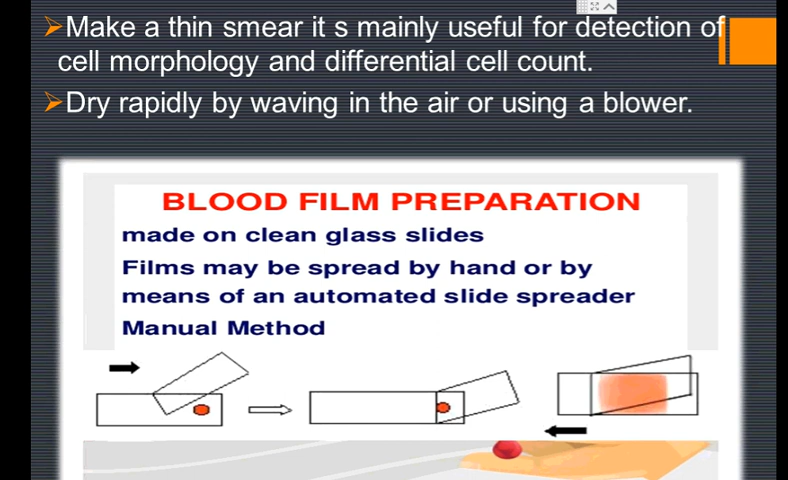 ➢Make a thin smear it s mainly useful for detection of
cell morphology and differential cell count.
➢Dry rapidly by waving in the air or using a blower.
BLOOD FILM PREPARATION
made on clean glass slides
Films may be spread by hand or by
means of an automated slide spreader
Manual Method